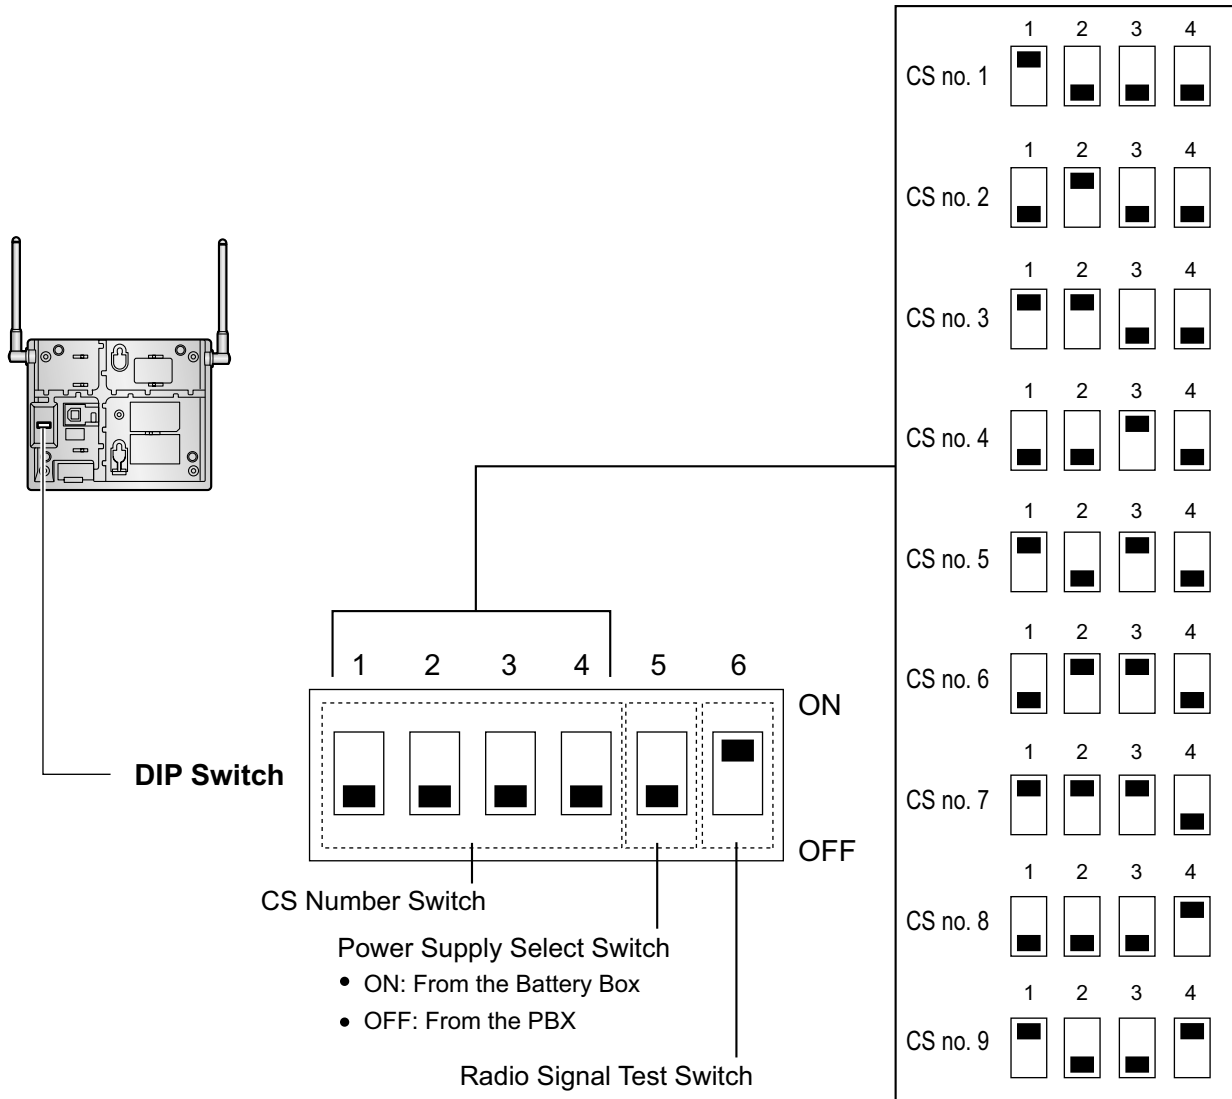 1 2 3 4
CS no. 1
1 2 3 4
CS no. 2
1 2 3 4
CS no. 3
1 2 3 4
CS no. 4
1 2 3 4
CS no. 5
1 2 3 4
CS no. 6
1 2 3 4
CS no. 7
1 2 3 4
CS no. 8
1 2 3 4
CS no. 9
1 2 3 4 5 6
ON
DIP Switch
OFF
CS Number Switch
Power Supply Select Switch
• ON: From the Battery Box
• OFF: From the PBX
Radio Signal Test Switch